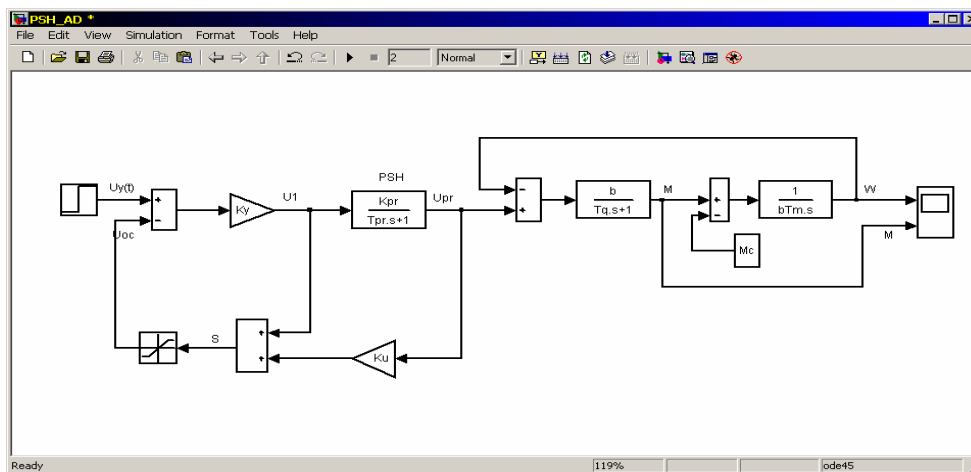 PSH_AD *
File Edit View Simulation Format Tools Help
2 Normal
PSH
Uy(t)
+
−
Uoc
Ky
U1
Kpr
Tpr.s+1
Upr
−
+
b
Tq.s+1
M
+
−
1
bTm.s
W
M
Mc
S
+
+
Ku
Ready 119% ode45